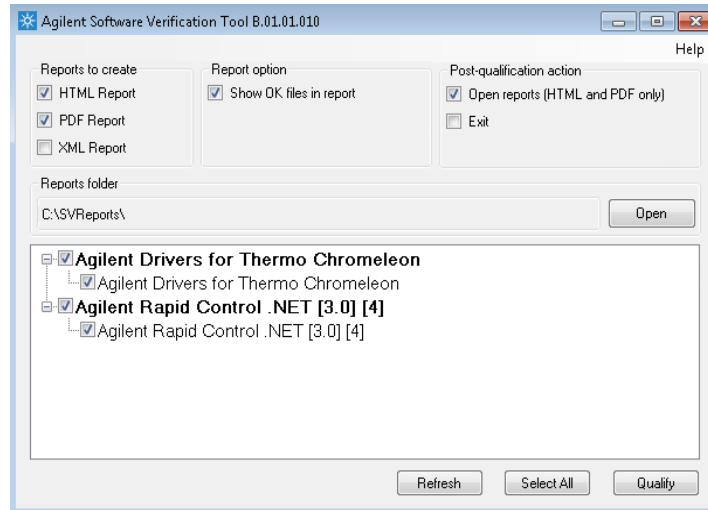 Agilent Software Verification Tool B.01.01.010
Help
Reports to create
HTML Report
PDF Report
XML Report
Report option
Show OK files in report
Post-qualification action
Open reports (HTML and PDF only)
Exit
Reports folder
C:\SVReports\
Open
Agilent Drivers for Thermo Chromeleon
Agilent Drivers for Thermo Chromeleon
Agilent Rapid Control .NET [3.0] [4]
Agilent Rapid Control .NET [3.0] [4]
Refresh
Select All
Qualify